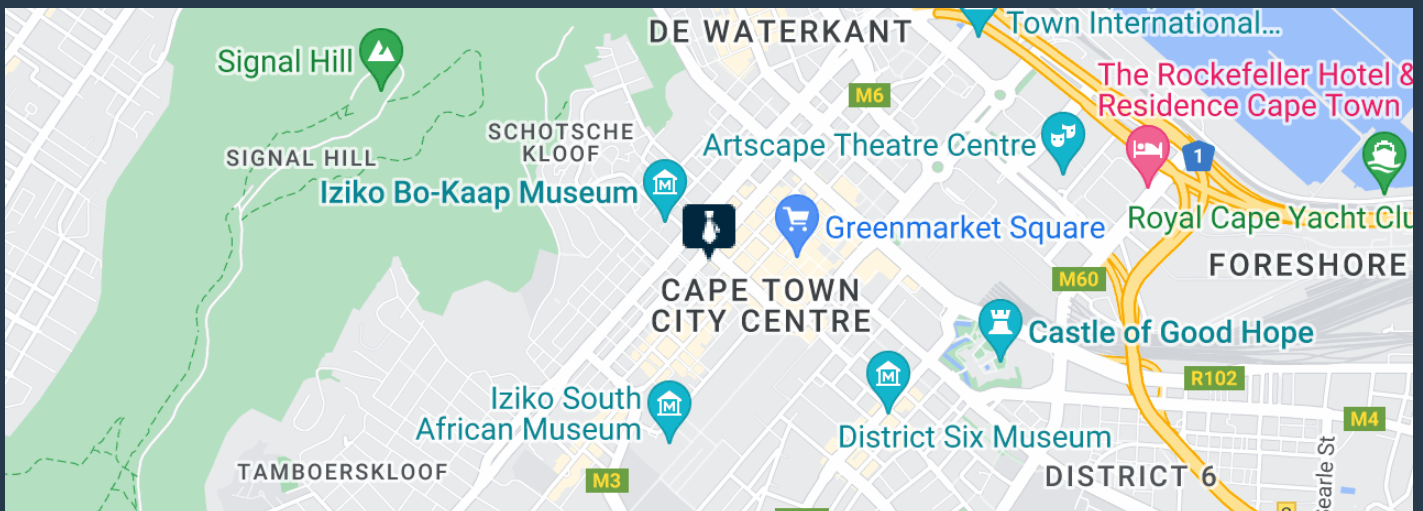 DE WATERKANT
Town International...
Signal Hill
The Rockefeller Hotel &
Residence Cape Town
M6
SCHOTSCHE
KLOOF
Artscape Theatre Centre
SIGNAL HILL
1
Iziko Bo-Kaap Museum
M
Greenmarket Square
Royal Cape Yacht Clu
FORESHORE
M60
CAPE TOWN
CITY CENTRE
Castle of Good Hope
R102
M
Iziko South
African Museum
M
M4
District Six Museum
TAMBOERSKLOOF
M3
DISTRICT 6
Searle St